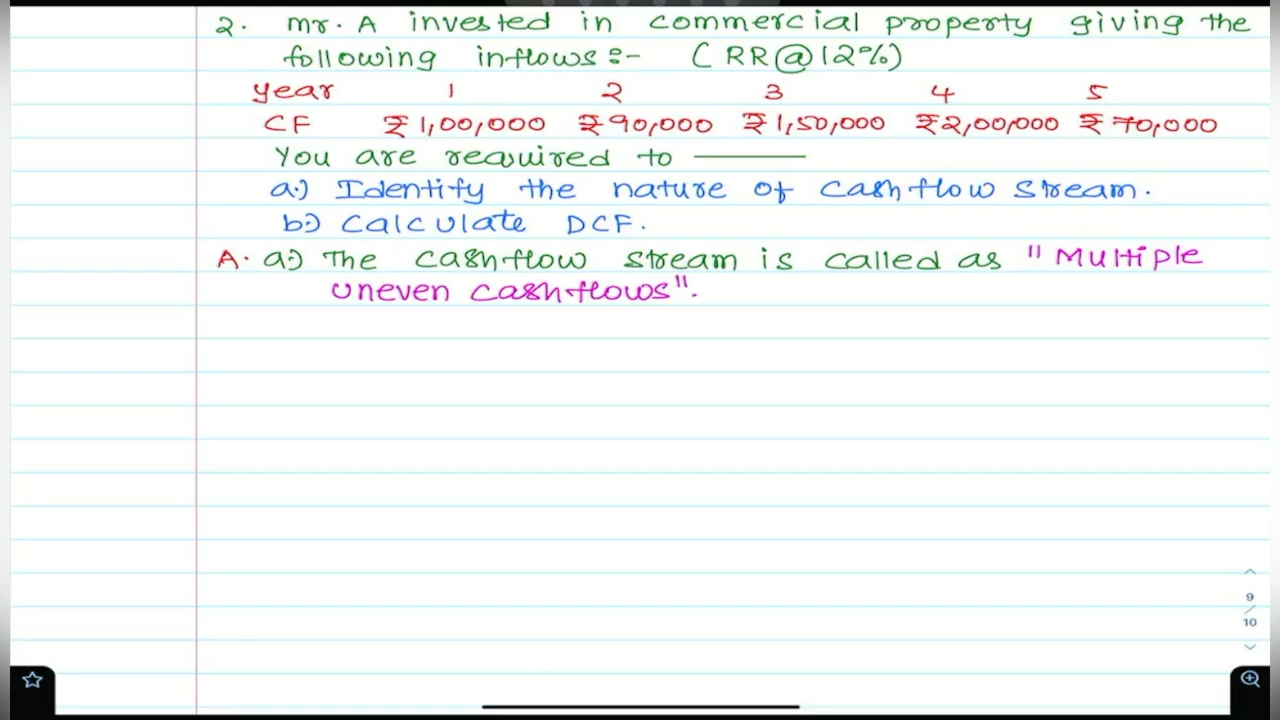 2. mr. A invested in commercial property giving the
following inflows :- (RR@12%)
year 1 2 3 4 5
CF ₹1,00,000 ₹90,000 ₹1,50,000 ₹2,00,000 ₹70,000
You are required to ———
a.) Identify the nature of cashflow stream.
b.) Calculate DCF.
A. a.) The cashflow stream is called as "Multiple
uneven cashflows".
9
/
10